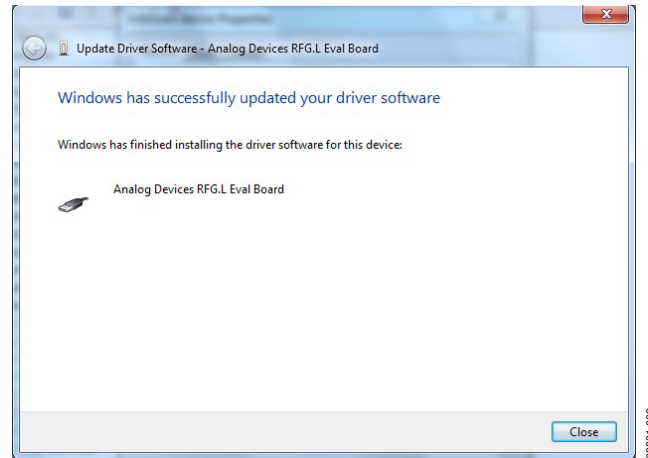 Update Driver Software - Analog Devices RFG.L Eval Board
Windows has successfully updated your driver software
Windows has finished installing the driver software for this device:
Analog Devices RFG.L Eval Board
Close